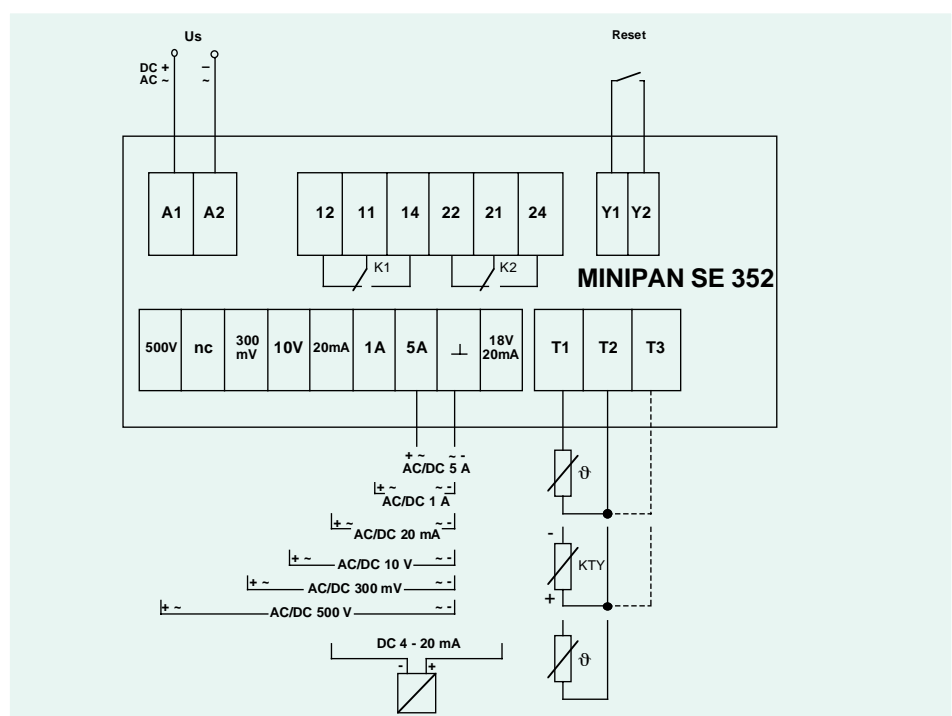 Us
Reset
DC + –
AC ~ ~
A1 A2
12 11 14 22 21 24
Y1 Y2
K1 K2
MINIPAN SE 352
500V nc 300 mV 10V 20mA 1A 5A ⊥ 18V 20mA
T1 T2 T3
+ ~ ~ -
AC/DC 5 A
ϑ
+ ~ ~ -
AC/DC 1 A
+ ~ ~ -
AC/DC 20 mA
-
+ ~ AC/DC 10 V ~ -
KTY
+ ~ AC/DC 300 mV ~ -
+
+ ~ AC/DC 500 V ~ -
DC 4 - 20 mA
- +
ϑ